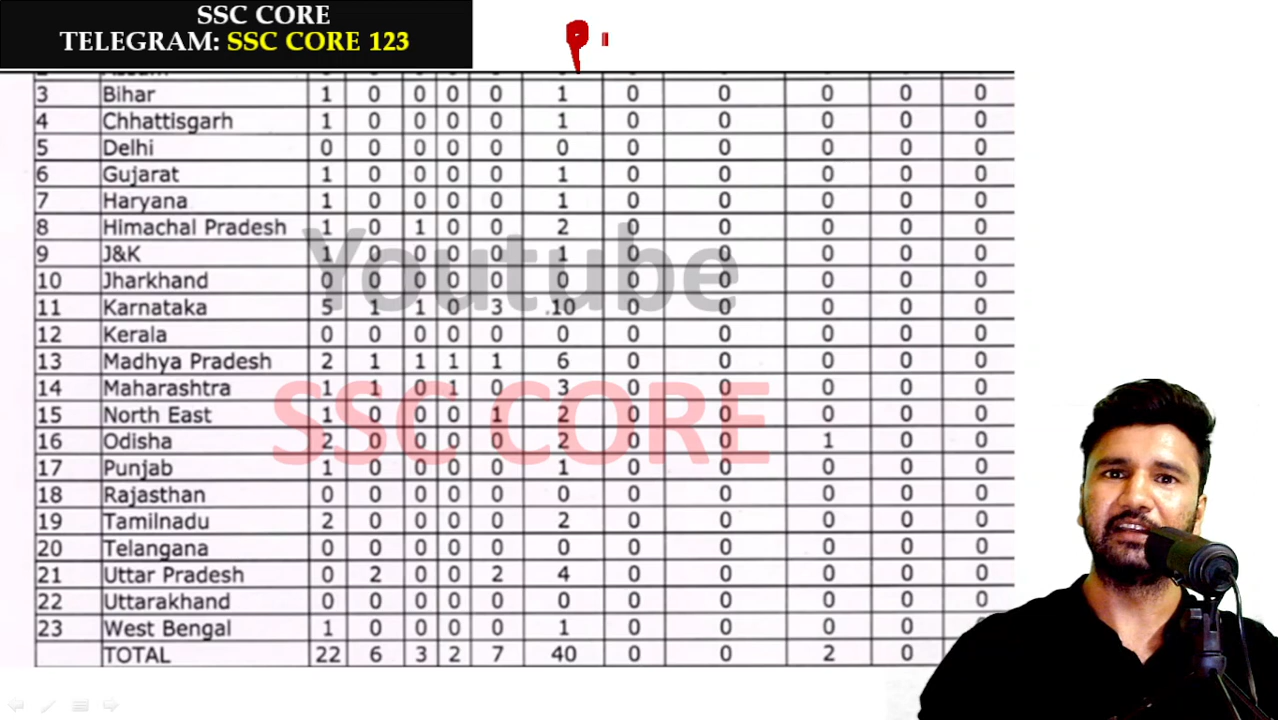 SSC CORE
TELEGRAM: SSC CORE 123
3 Bihar 1 0 0 0 0 1 0 0 0 0 0
4 Chhattisgarh 1 0 0 0 0 1 0 0 0 0 0
5 Delhi 0 0 0 0 0 0 0 0 0 0 0
6 Gujarat 1 0 0 0 0 1 0 0 0 0 0
7 Haryana 1 0 0 0 0 1 0 0 0 0 0
8 Himachal Pradesh 1 0 1 0 0 2 0 0 0 0 0
9 J&K 1 0 0 0 0 1 0 0 0 0 0
Youtube
10 Jharkhand 0 0 0 0 0 0 0 0 0 0 0
11 Karnataka 5 1 1 0 3 10 0 0 0 0 0
12 Kerala 0 0 0 0 0 0 0 0 0 0 0
13 Madhya Pradesh 2 1 1 1 1 6 0 0 0 0 0
14 Maharashtra 1 1 0 1 0 3 0 0 0 0 0
15 North East 1 0 0 0 1 2 0 0 0 0 0
SSC CORE
16 Odisha 2 0 0 0 0 2 0 0 1 0 0
17 Punjab 1 0 0 0 0 1 0 0 0 0 0
18 Rajasthan 0 0 0 0 0 0 0 0 0 0 0
19 Tamilnadu 2 0 0 0 0 2 0 0 0 0 0
20 Telangana 0 0 0 0 0 0 0 0 0 0 0
21 Uttar Pradesh 0 2 0 0 2 4 0 0 0 0 0
22 Uttarakhand 0 0 0 0 0 0 0 0 0 0 0
23 West Bengal 1 0 0 0 0 1 0 0 0 0
TOTAL 22 6 3 2 7 40 0 0 2 0